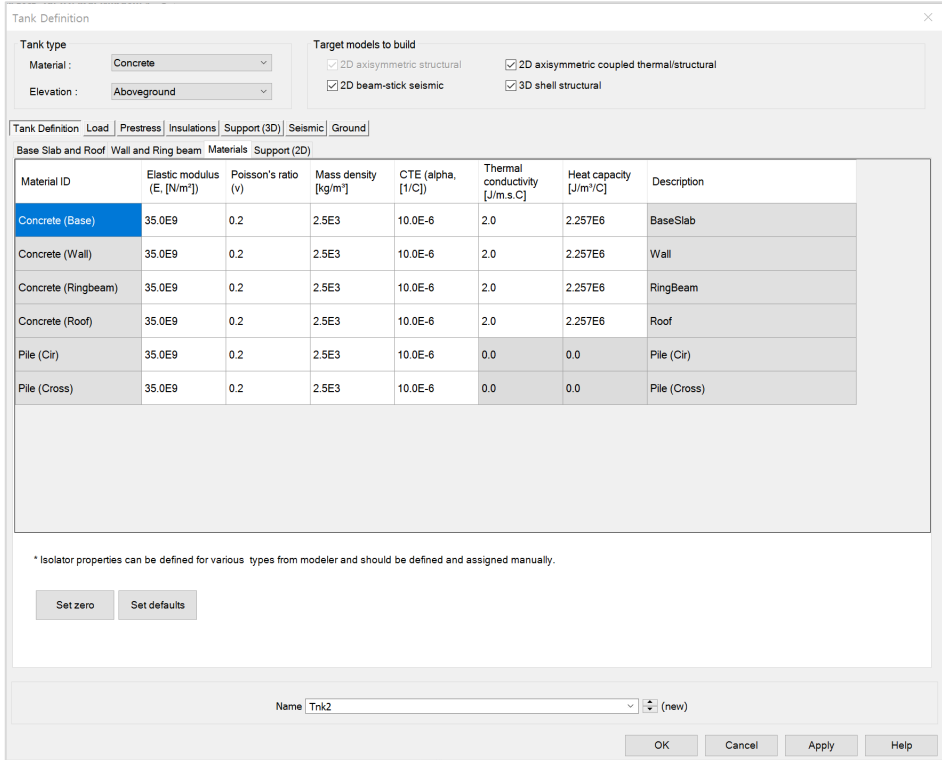 Tank Definition
Tank type
Material :
Concrete
Elevation :
Aboveground
Target models to build
2D axisymmetric structural
2D axisymmetric coupled thermal/structural
2D beam-stick seismic
3D shell structural
Tank Definition Load Prestress Insulations Support (3D) Seismic Ground
Base Slab and Roof Wall and Ring beam Materials Support (2D)
Material ID
Elastic modulus
(E, [N/m²])
Poisson's ratio
(v)
Mass density
[kg/m³]
CTE (alpha,
[1/C])
Thermal
conductivity
[J/m.s.C]
Heat capacity
[J/m³/C]
Description
Concrete (Base) 35.0E9 0.2 2.5E3 10.0E-6 2.0 2.257E6 BaseSlab
Concrete (Wall) 35.0E9 0.2 2.5E3 10.0E-6 2.0 2.257E6 Wall
Concrete (Ringbeam) 35.0E9 0.2 2.5E3 10.0E-6 2.0 2.257E6 RingBeam
Concrete (Roof) 35.0E9 0.2 2.5E3 10.0E-6 2.0 2.257E6 Roof
Pile (Cir) 35.0E9 0.2 2.5E3 10.0E-6 0.0 0.0 Pile (Cir)
Pile (Cross) 35.0E9 0.2 2.5E3 10.0E-6 0.0 0.0 Pile (Cross)
* Isolator properties can be defined for various types from modeler and should be defined and assigned manually.
Set zero Set defaults
Name Tnk2 (new)
OK Cancel Apply Help